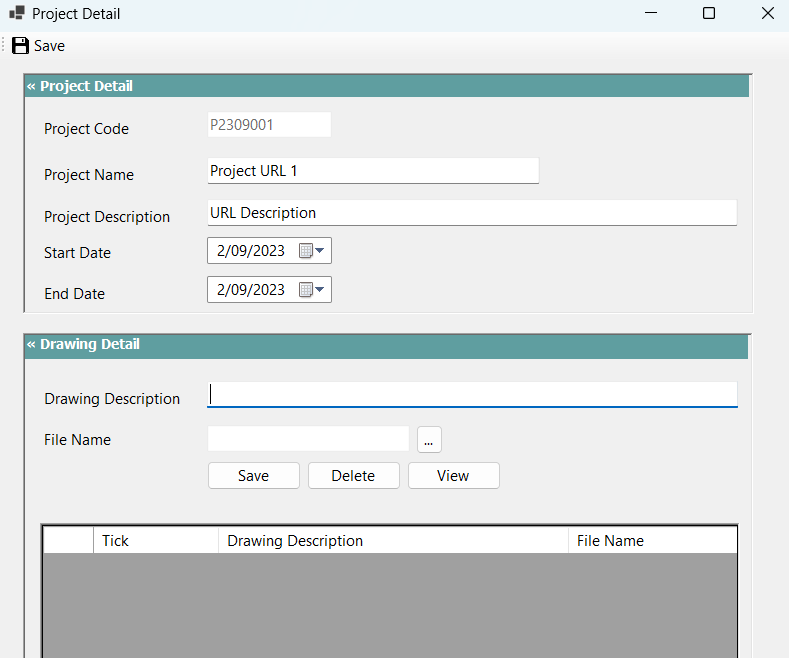 Project Detail
Save
« Project Detail
Project Code P2309001
Project Name Project URL 1
Project Description URL Description
Start Date 2/09/2023
End Date 2/09/2023
« Drawing Detail
Drawing Description
File Name ...
Save Delete View
Tick Drawing Description File Name